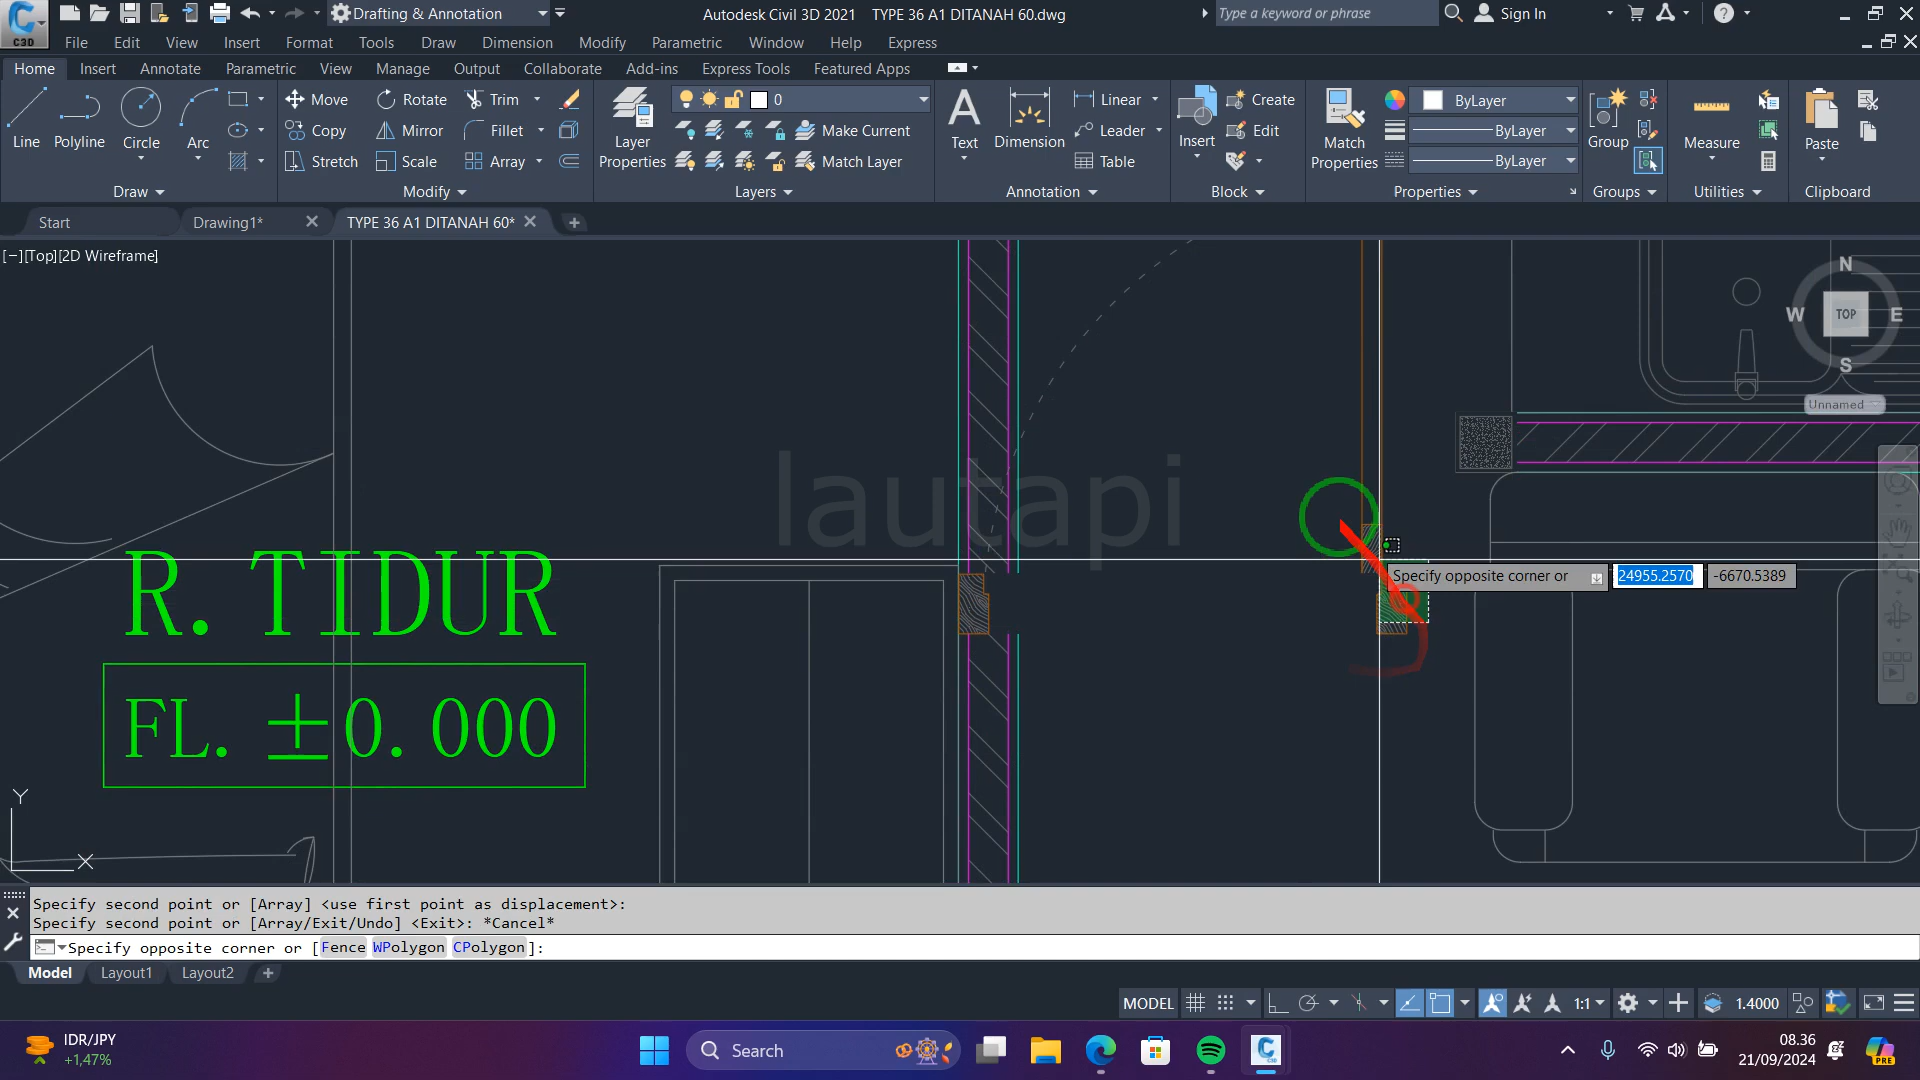 Drafting & Annotation
Autodesk Civil 3D 2021 TYPE 36 A1 DITANAH 60.dwg
Type a keyword or phrase
Sign In
C3D
File Edit View Insert Format Tools Draw Dimension Modify Parametric Window Help Express
Home Insert Annotate Parametric View Manage Output Collaborate Add-ins Express Tools Featured Apps
Line Polyline Circle Arc
Move Rotate Trim
Copy Mirror Fillet
Stretch Scale Array
Layer Properties
0
Make Current
Match Layer
Text Dimension
Linear
Leader
Table
Insert
Create
Edit
Match Properties
ByLayer
ByLayer
ByLayer
Group
Measure
Paste
Draw Modify Layers Annotation Block Properties Groups Utilities Clipboard
Start Drawing1* TYPE 36 A1 DITANAH 60*
[−][Top][2D Wireframe]
N
W TOP E
S
Unnamed
lautapi
R. TIDUR
FL. ±0.000
Specify opposite corner or 24955.2570 -6670.5389
Y
X
Specify second point or [Array] <use first point as displacement>:
Specify second point or [Array/Exit/Undo] <Exit>: *Cancel*
Specify opposite corner or [Fence WPolygon CPolygon]:
Model Layout1 Layout2
MODEL 1:1 1.4000
IDR/JPY
+1,47%
Search
08.36
21/09/2024
PRE